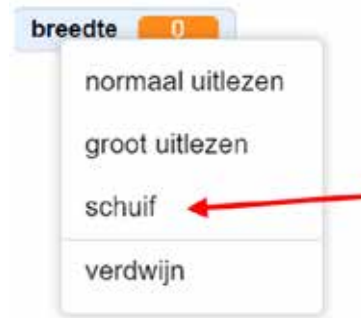 breedte 0
normaal uitlezen
groot uitlezen
schuif
verdwijn